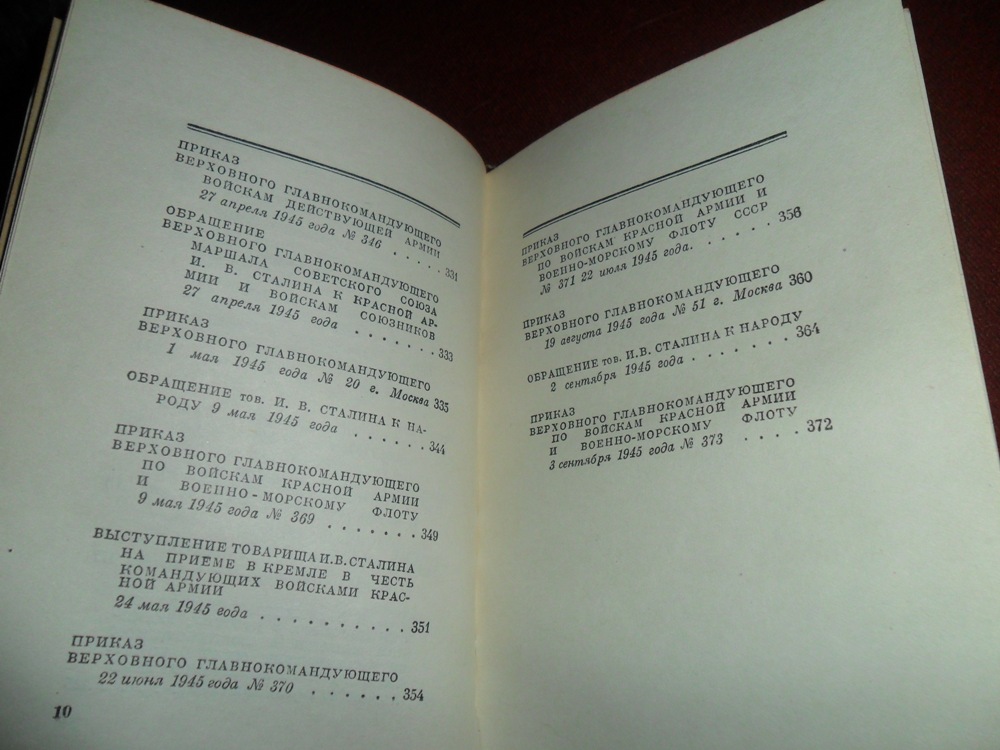 ПРИКАЗ
ВЕРХОВНОГО ГЛАВНОКОМАНДУЮЩЕГО
ВОЙСКАМ ДЕЙСТВУЮЩЕЙ АРМИИ
27 апреля 1945 года № 346 . . . . . 331
ОБРАЩЕНИЕ
ВЕРХОВНОГО ГЛАВНОКОМАНДУЮЩЕГО
МАРШАЛА СОВЕТСКОГО СОЮЗА
И. В. СТАЛИНА К КРАСНОЙ АР-
МИИ И ВОЙСКАМ СОЮЗНИКОВ
27 апреля 1945 года . . . . . . . 333
ПРИКАЗ
ВЕРХОВНОГО ГЛАВНОКОМАНДУЮЩЕГО
1 мая 1945 года № 20 г. Москва 335
ОБРАЩЕНИЕ тов. И. В. СТАЛИНА К НА-
РОДУ 9 мая 1945 года . . . . . . 344
ПРИКАЗ
ВЕРХОВНОГО ГЛАВНОКОМАНДУЮЩЕГО
ПО ВОЙСКАМ КРАСНОЙ АРМИИ
И ВОЕННО-МОРСКОМУ ФЛОТУ
9 мая 1945 года № 369 . . . . . . . 349
ВЫСТУПЛЕНИЕ ТОВАРИЩА И.В.СТАЛИНА
НА ПРИЕМЕ В КРЕМЛЕ В ЧЕСТЬ
КОМАНДУЮЩИХ ВОЙСКАМИ КРАС-
НОЙ АРМИИ
24 мая 1945 года . . . . . . . . . . . 351
ПРИКАЗ
ВЕРХОВНОГО ГЛАВНОКОМАНДУЮЩЕГО
22 июня 1945 года № 370 . . . . . . 354
10
ПРИКАЗ
ВЕРХОВНОГО ГЛАВНОКОМАНДУЮЩЕГО
ПО ВОЙСКАМ КРАСНОЙ АРМИИ И
ВОЕННО-МОРСКОМУ ФЛОТУ СССР
№ 371 22 июля 1945 года. . . . . . . 356
ПРИКАЗ
ВЕРХОВНОГО ГЛАВНОКОМАНДУЮЩЕГО
19 августа 1945 года № 51 г. Москва 360
ОБРАЩЕНИЕ тов. И.В. СТАЛИНА К НАРОДУ
2 сентября 1945 года . . . . . . . 364
ПРИКАЗ
ВЕРХОВНОГО ГЛАВНОКОМАНДУЮЩЕГО
ПО ВОЙСКАМ КРАСНОЙ АРМИИ
И ВОЕННО-МОРСКОМУ ФЛОТУ
3 сентября 1945 года № 373 . . . . 372